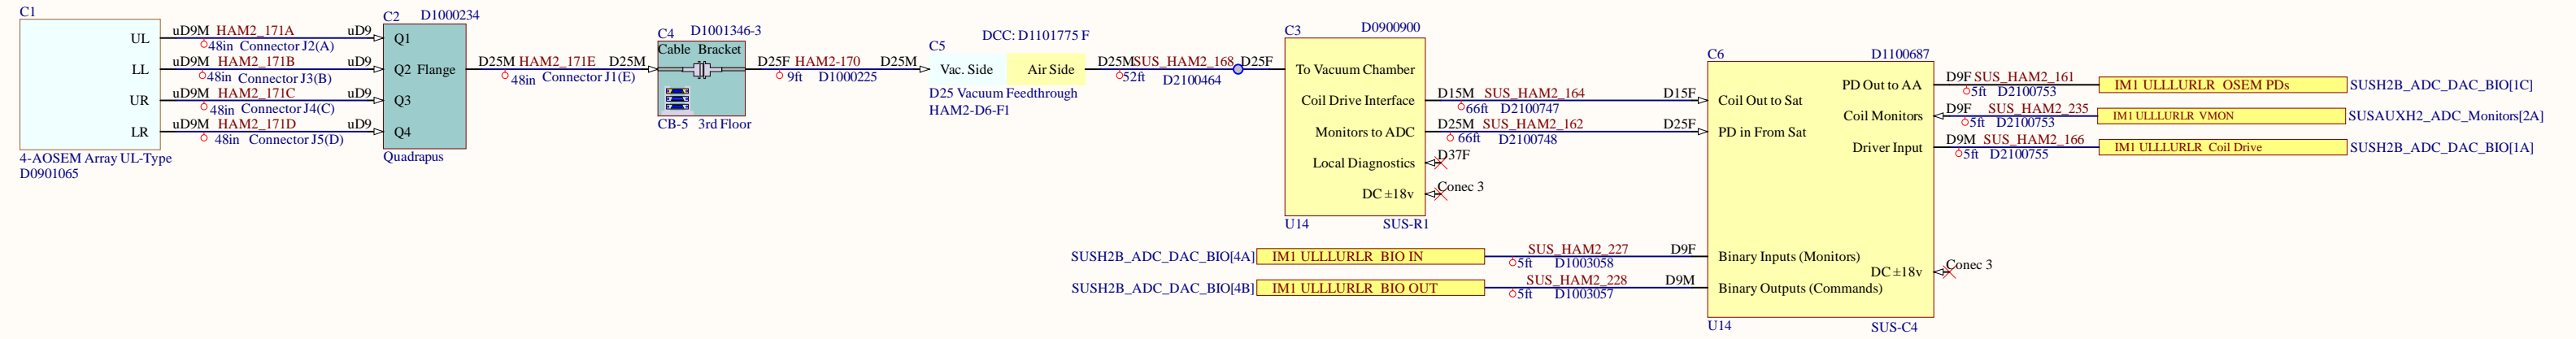 C1
UL
LL
UR
LR
4-AOSEM Array UL-Type
D0901065
uD9M HAM2_171A uD9
48in Connector J2(A)
uD9M HAM2_171B uD9
48in Connector J3(B)
uD9M HAM2_171C uD9
48in Connector J4(C)
uD9M HAM2_171D uD9
48in Connector J5(D)
C2 D1000234
Q1
Q2 Flange
Q3
Q4
Quadrapus
D25M HAM2_171E D25M
48in Connector J1(E)
C4 D1001346-3
Cable Bracket
CB-5 3rd Floor
D25F HAM2-170 D25M
9ft D1000225
DCC: D1101775 F
C5
Vac. Side Air Side
D25 Vacuum Feedthrough
HAM2-D6-F1
D25M SUS_HAM2_168 D25F
52ft D2100464
C3 D0900900
To Vacuum Chamber
Coil Drive Interface
Monitors to ADC
Local Diagnostics
DC ±18v
U14 SUS-R1
D15M SUS_HAM2_164 D15F
66ft D2100747
D25M SUS_HAM2_162 D25F
66ft D2100748
D37F
Conec 3
C6 D1100687
PD Out to AA
Coil Out to Sat
Coil Monitors
PD in From Sat
Driver Input
Binary Inputs (Monitors)
DC ±18v
Binary Outputs (Commands)
U14 SUS-C4
D9F SUS_HAM2_161
5ft D2100753
IM1 ULLLURLR OSEM PDs SUSH2B_ADC_DAC_BIO[1C]
D9F SUS_HAM2_235
5ft D2100753
IM1 ULLLURLR VMON SUSAUXH2_ADC_Monitors[2A]
D9M SUS_HAM2_166
5ft D2100755
IM1 ULLLURLR Coil Drive SUSH2B_ADC_DAC_BIO[1A]
Conec 3
SUSH2B_ADC_DAC_BIO[4A] IM1 ULLLURLR BIO IN
SUS_HAM2_227 D9F
5ft D1003058
SUSH2B_ADC_DAC_BIO[4B] IM1 ULLLURLR BIO OUT
SUS_HAM2_228 D9M
5ft D1003057